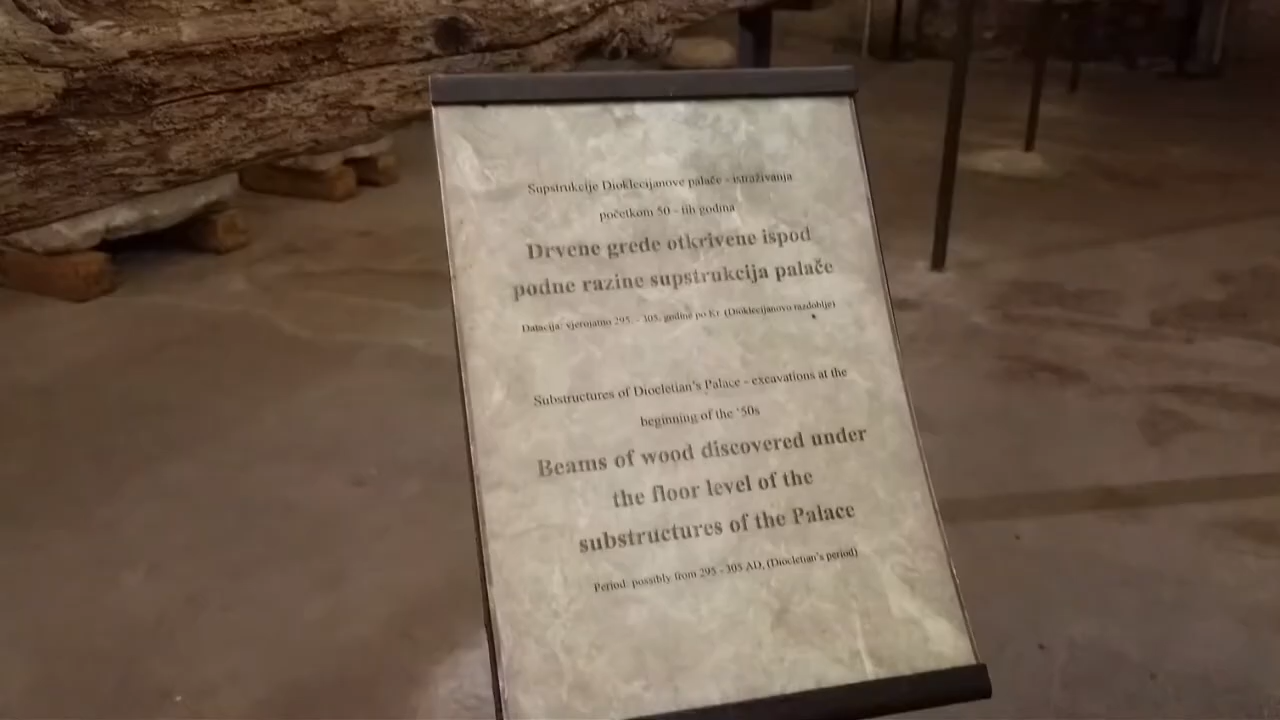 Supstrukcije Dioklecijanove palače - istraživanja
početkom 50 - tih godina
Drvene grede otkrivene ispod
podne razine supstrukcija palače
Datacija: vjerojatno 295. - 305. godine po Kr. (Dioklecijanovo razdoblje)
Substructures of Diocletian's Palace - excavations at the
beginning of the '50s
Beams of wood discovered under
the floor level of the
substructures of the Palace
Period: possibly from 295 - 305 AD, (Diocletian's period)